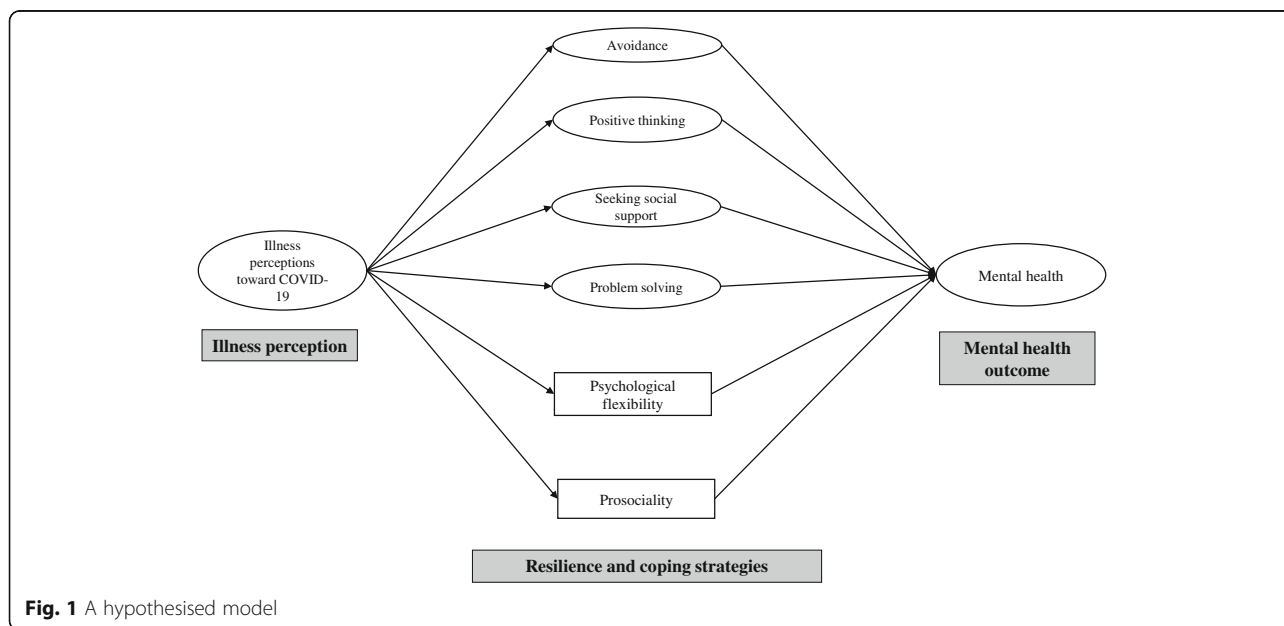 Avoidance
Positive thinking
Seeking social
support
Illness
perceptions
toward COVID-
19
Problem solving
Mental health
Illness perception
Mental health
outcome
Psychological
flexibility
Prosociality
Resilience and coping strategies
Fig. 1 A hypothesised model